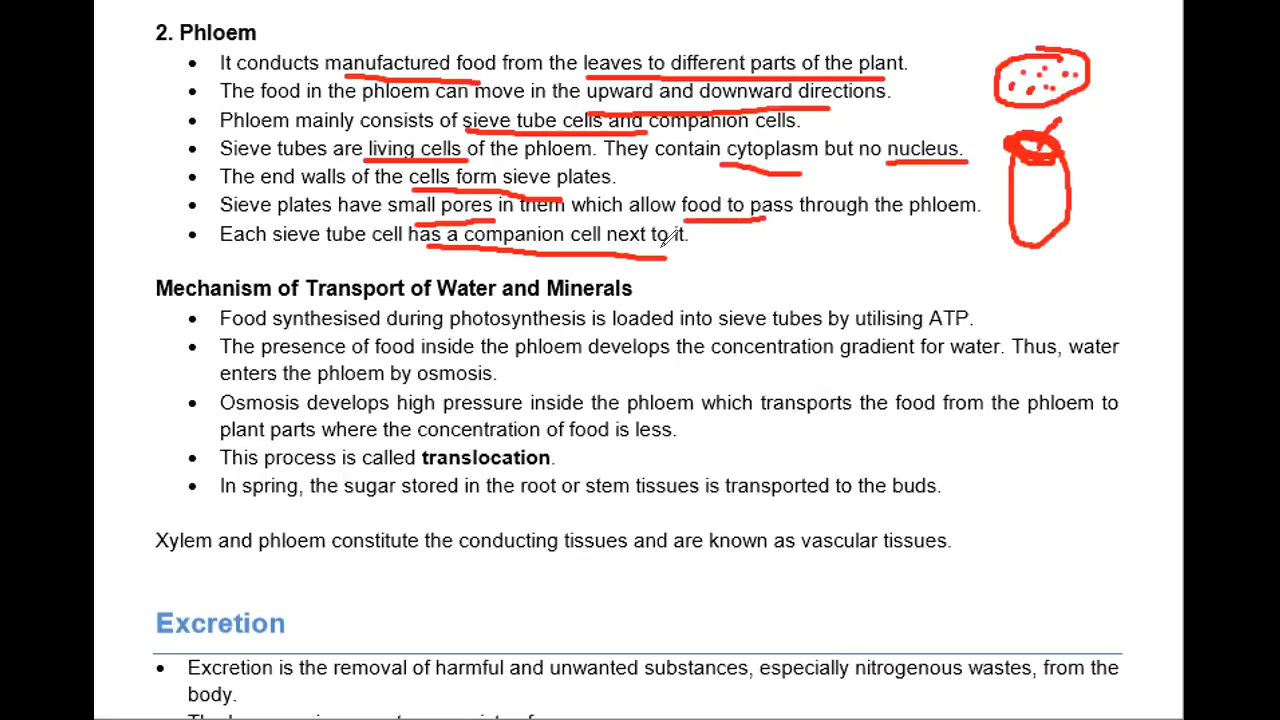 2. Phloem
• It conducts manufactured food from the leaves to different parts of the plant.
• The food in the phloem can move in the upward and downward directions.
• Phloem mainly consists of sieve tube cells and companion cells.
• Sieve tubes are living cells of the phloem. They contain cytoplasm but no nucleus.
• The end walls of the cells form sieve plates.
• Sieve plates have small pores in them which allow food to pass through the phloem.
• Each sieve tube cell has a companion cell next to it.
Mechanism of Transport of Water and Minerals
• Food synthesised during photosynthesis is loaded into sieve tubes by utilising ATP.
• The presence of food inside the phloem develops the concentration gradient for water. Thus, water
enters the phloem by osmosis.
• Osmosis develops high pressure inside the phloem which transports the food from the phloem to
plant parts where the concentration of food is less.
• This process is called translocation.
• In spring, the sugar stored in the root or stem tissues is transported to the buds.
Xylem and phloem constitute the conducting tissues and are known as vascular tissues.
Excretion
• Excretion is the removal of harmful and unwanted substances, especially nitrogenous wastes, from the
body.